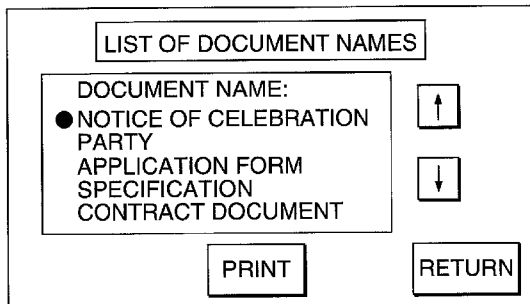 LIST OF DOCUMENT NAMES
DOCUMENT NAME:
●NOTICE OF CELEBRATION
PARTY
APPLICATION FORM
SPECIFICATION
CONTRACT DOCUMENT
↑
↓
PRINT
RETURN